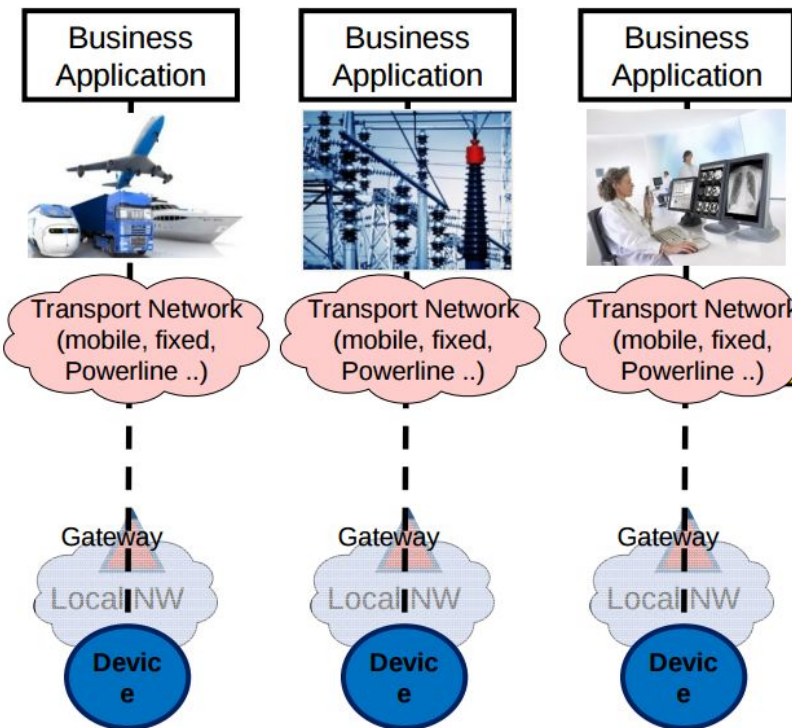 Business
Application
Business
Application
Business
Application
Transport Network
(mobile, fixed,
Powerline ..)
Transport Network
(mobile, fixed,
Powerline ..)
Transport Network
(mobile, fixed,
Powerline ..)
Gateway
Local NW
Devic
e
Gateway
Local NW
Devic
e
Gateway
Local NW
Devic
e